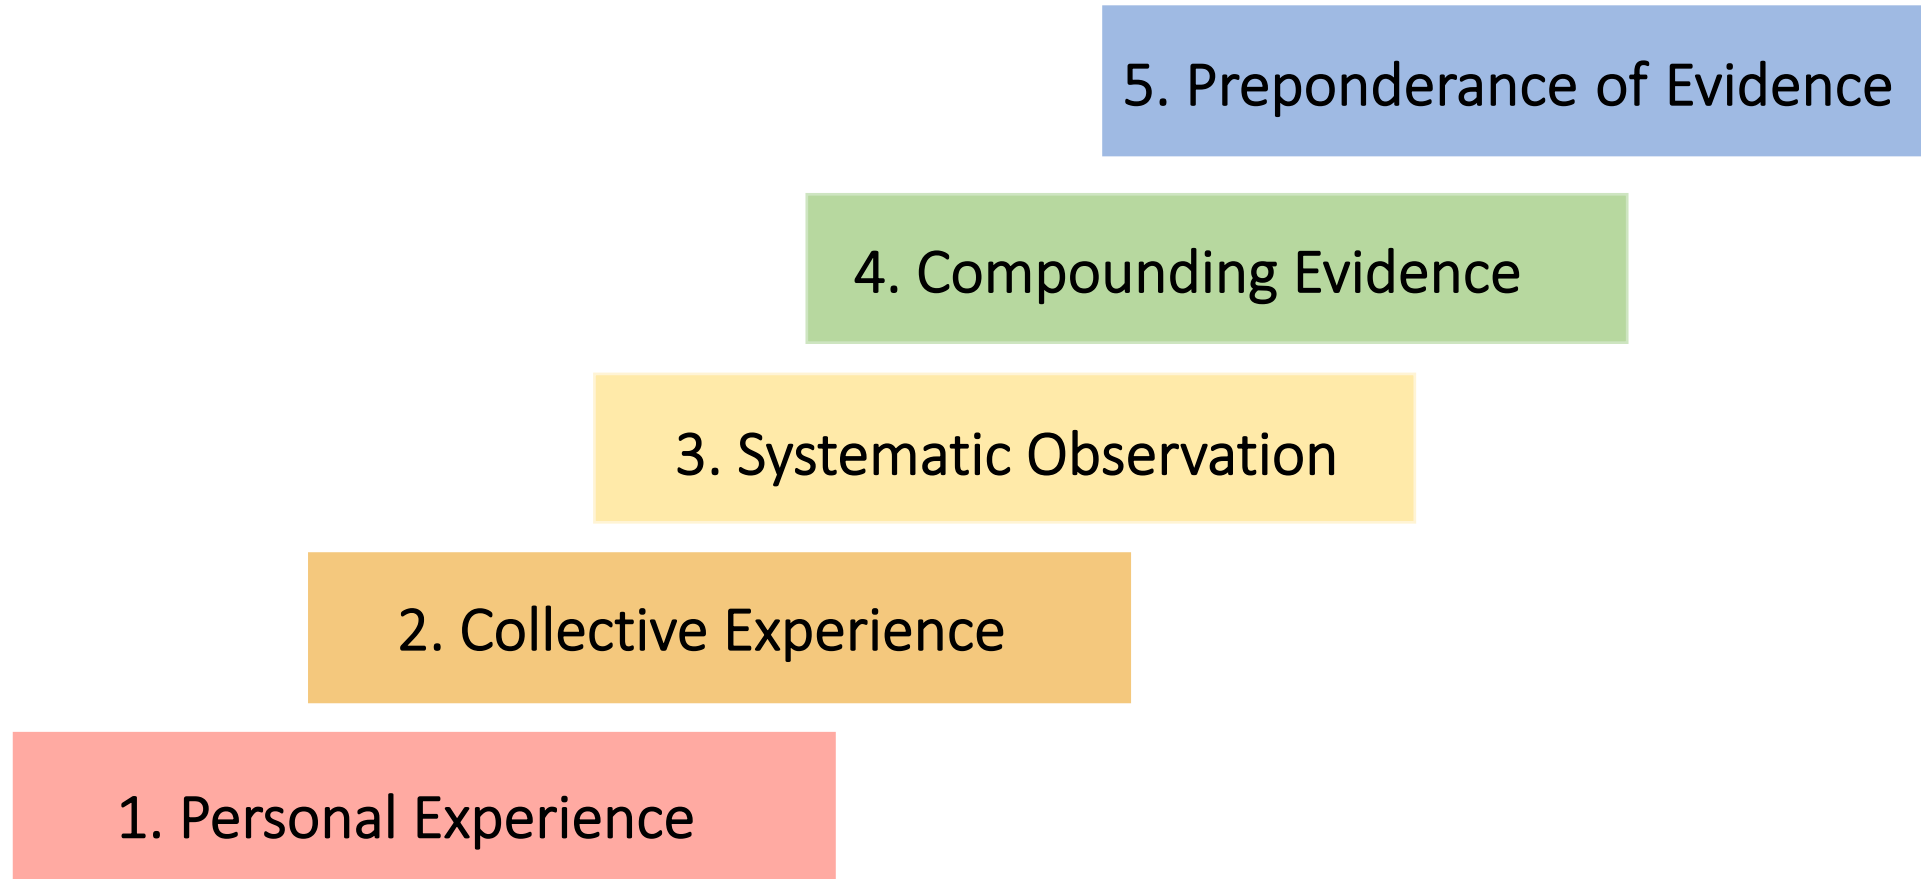 5. Preponderance of Evidence
4. Compounding Evidence
3. Systematic Observation
2. Collective Experience
1. Personal Experience